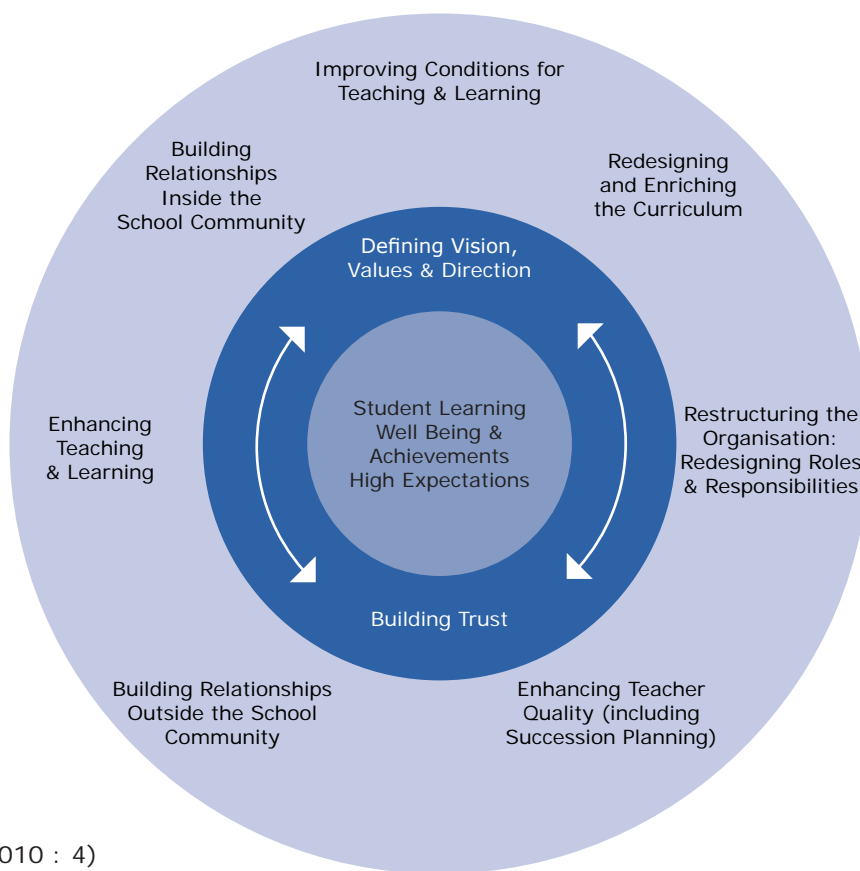 Improving Conditions for
Teaching & Learning
Building
Relationships
Inside the
School Community
Redesigning
and Enriching
the Curriculum
Defining Vision,
Values & Direction
Student Learning
Well Being &
Achievements
High Expectations
Enhancing
Teaching
& Learning
Restructuring the
Organisation:
Redesigning Roles
& Responsibilities
Building Trust
Building Relationships
Outside the School
Community
Enhancing Teacher
Quality (including
Succession Planning)
010 : 4)